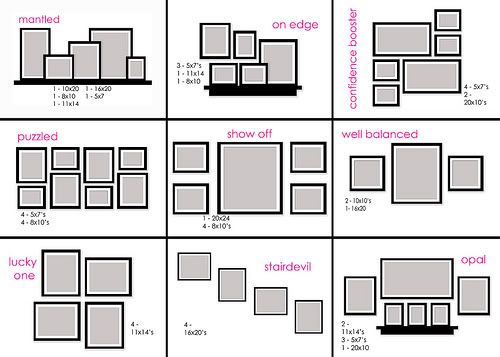 mantled
1 - 10x20   1 - 16x20
1 - 8x10   1 - 5x7
1 - 11x14
on edge
3 - 5x7's
1 - 11x14
1 - 8x10
confidence booster
4 - 5x7's
2 -
20x10's
puzzled
4 - 5x7's
4 - 8x10's
show off
1 - 20x24
4 - 8x10's
well balanced
2 - 10x10's
1- 16x20
lucky
one
4 -
11x14's
stairdevil
4 -
16x20's
opal
2 -
11x14's
3 - 5x7's
1 - 20x10